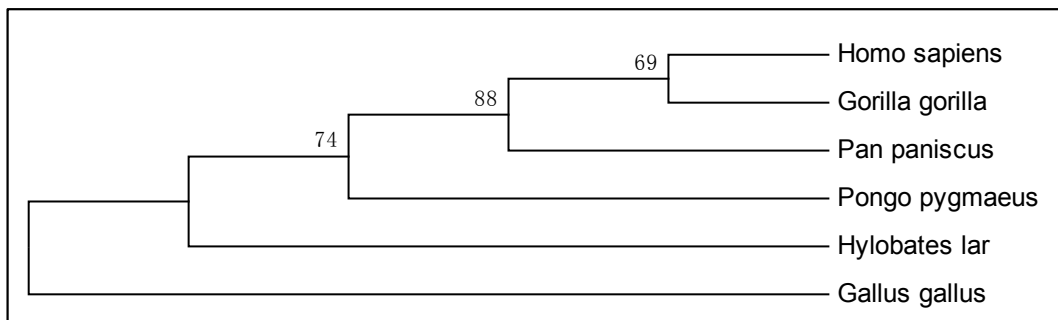 Homo sapiens
69
Gorilla gorilla
88
Pan paniscus
74
Pongo pygmaeus
Hylobates lar
Gallus gallus